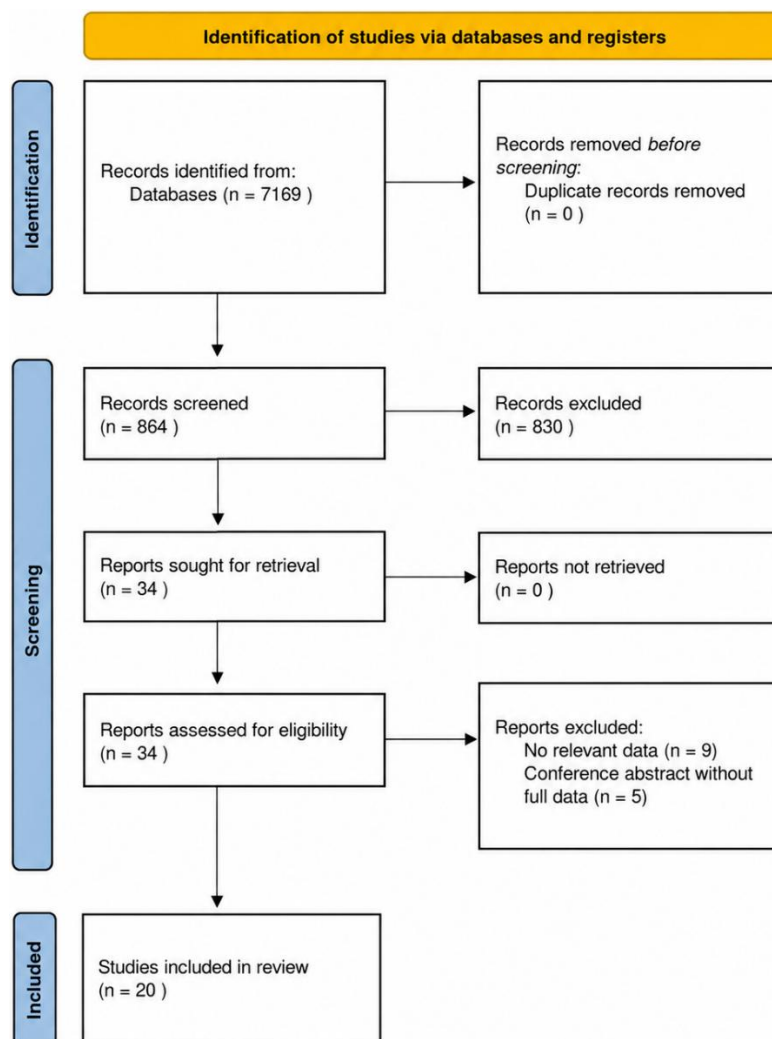 Identification of studies via databases and registers
Identification
Records identified from:
Databases (n = 7169 )
Records removed before
screening:
Duplicate records removed
(n = 0 )
Screening
Records screened
(n = 864 )
Records excluded
(n = 830 )
Reports sought for retrieval
(n = 34 )
Reports not retrieved
(n = 0 )
Reports assessed for eligibility
(n = 34 )
Reports excluded:
No relevant data (n = 9)
Conference abstract without
full data (n = 5)
Included
Studies included in review
(n = 20 )